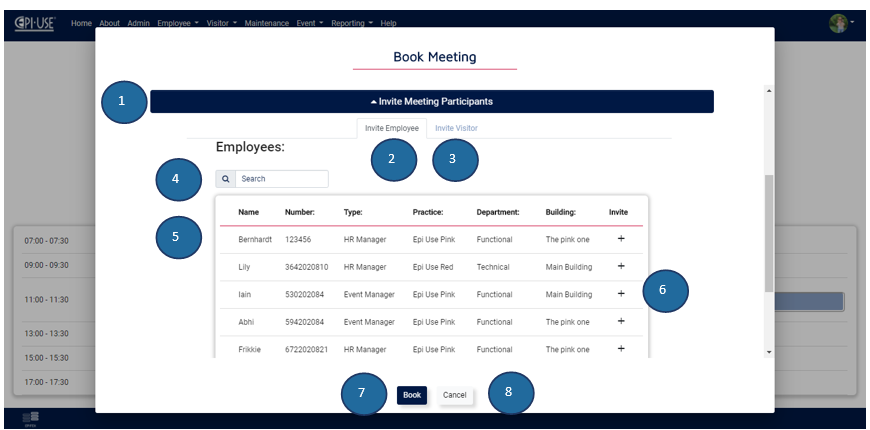 EPI·USE Home About Admin Employee Visitor Maintenance Event Reporting Help
Book Meeting
1
Invite Meeting Participants
Invite Employee Invite Visitor
2 3
Employees:
4
Search
5
Name Number: Type: Practice: Department: Building: Invite
Bernhardt 123456 HR Manager Epi Use Pink Functional The pink one +
Lily 3642020810 HR Manager Epi Use Red Technical Main Building +
Iain 530202084 Event Manager Epi Use Pink Functional Main Building +
6
Abhi 594202084 Event Manager Epi Use Pink Functional The pink one +
Frikkie 6722020821 HR Manager Epi Use Pink Functional The pink one +
07:00 - 07:30
09:00 - 09:30
11:00 - 11:30
13:00 - 13:30
15:00 - 15:30
17:00 - 17:30
7 Book Cancel 8